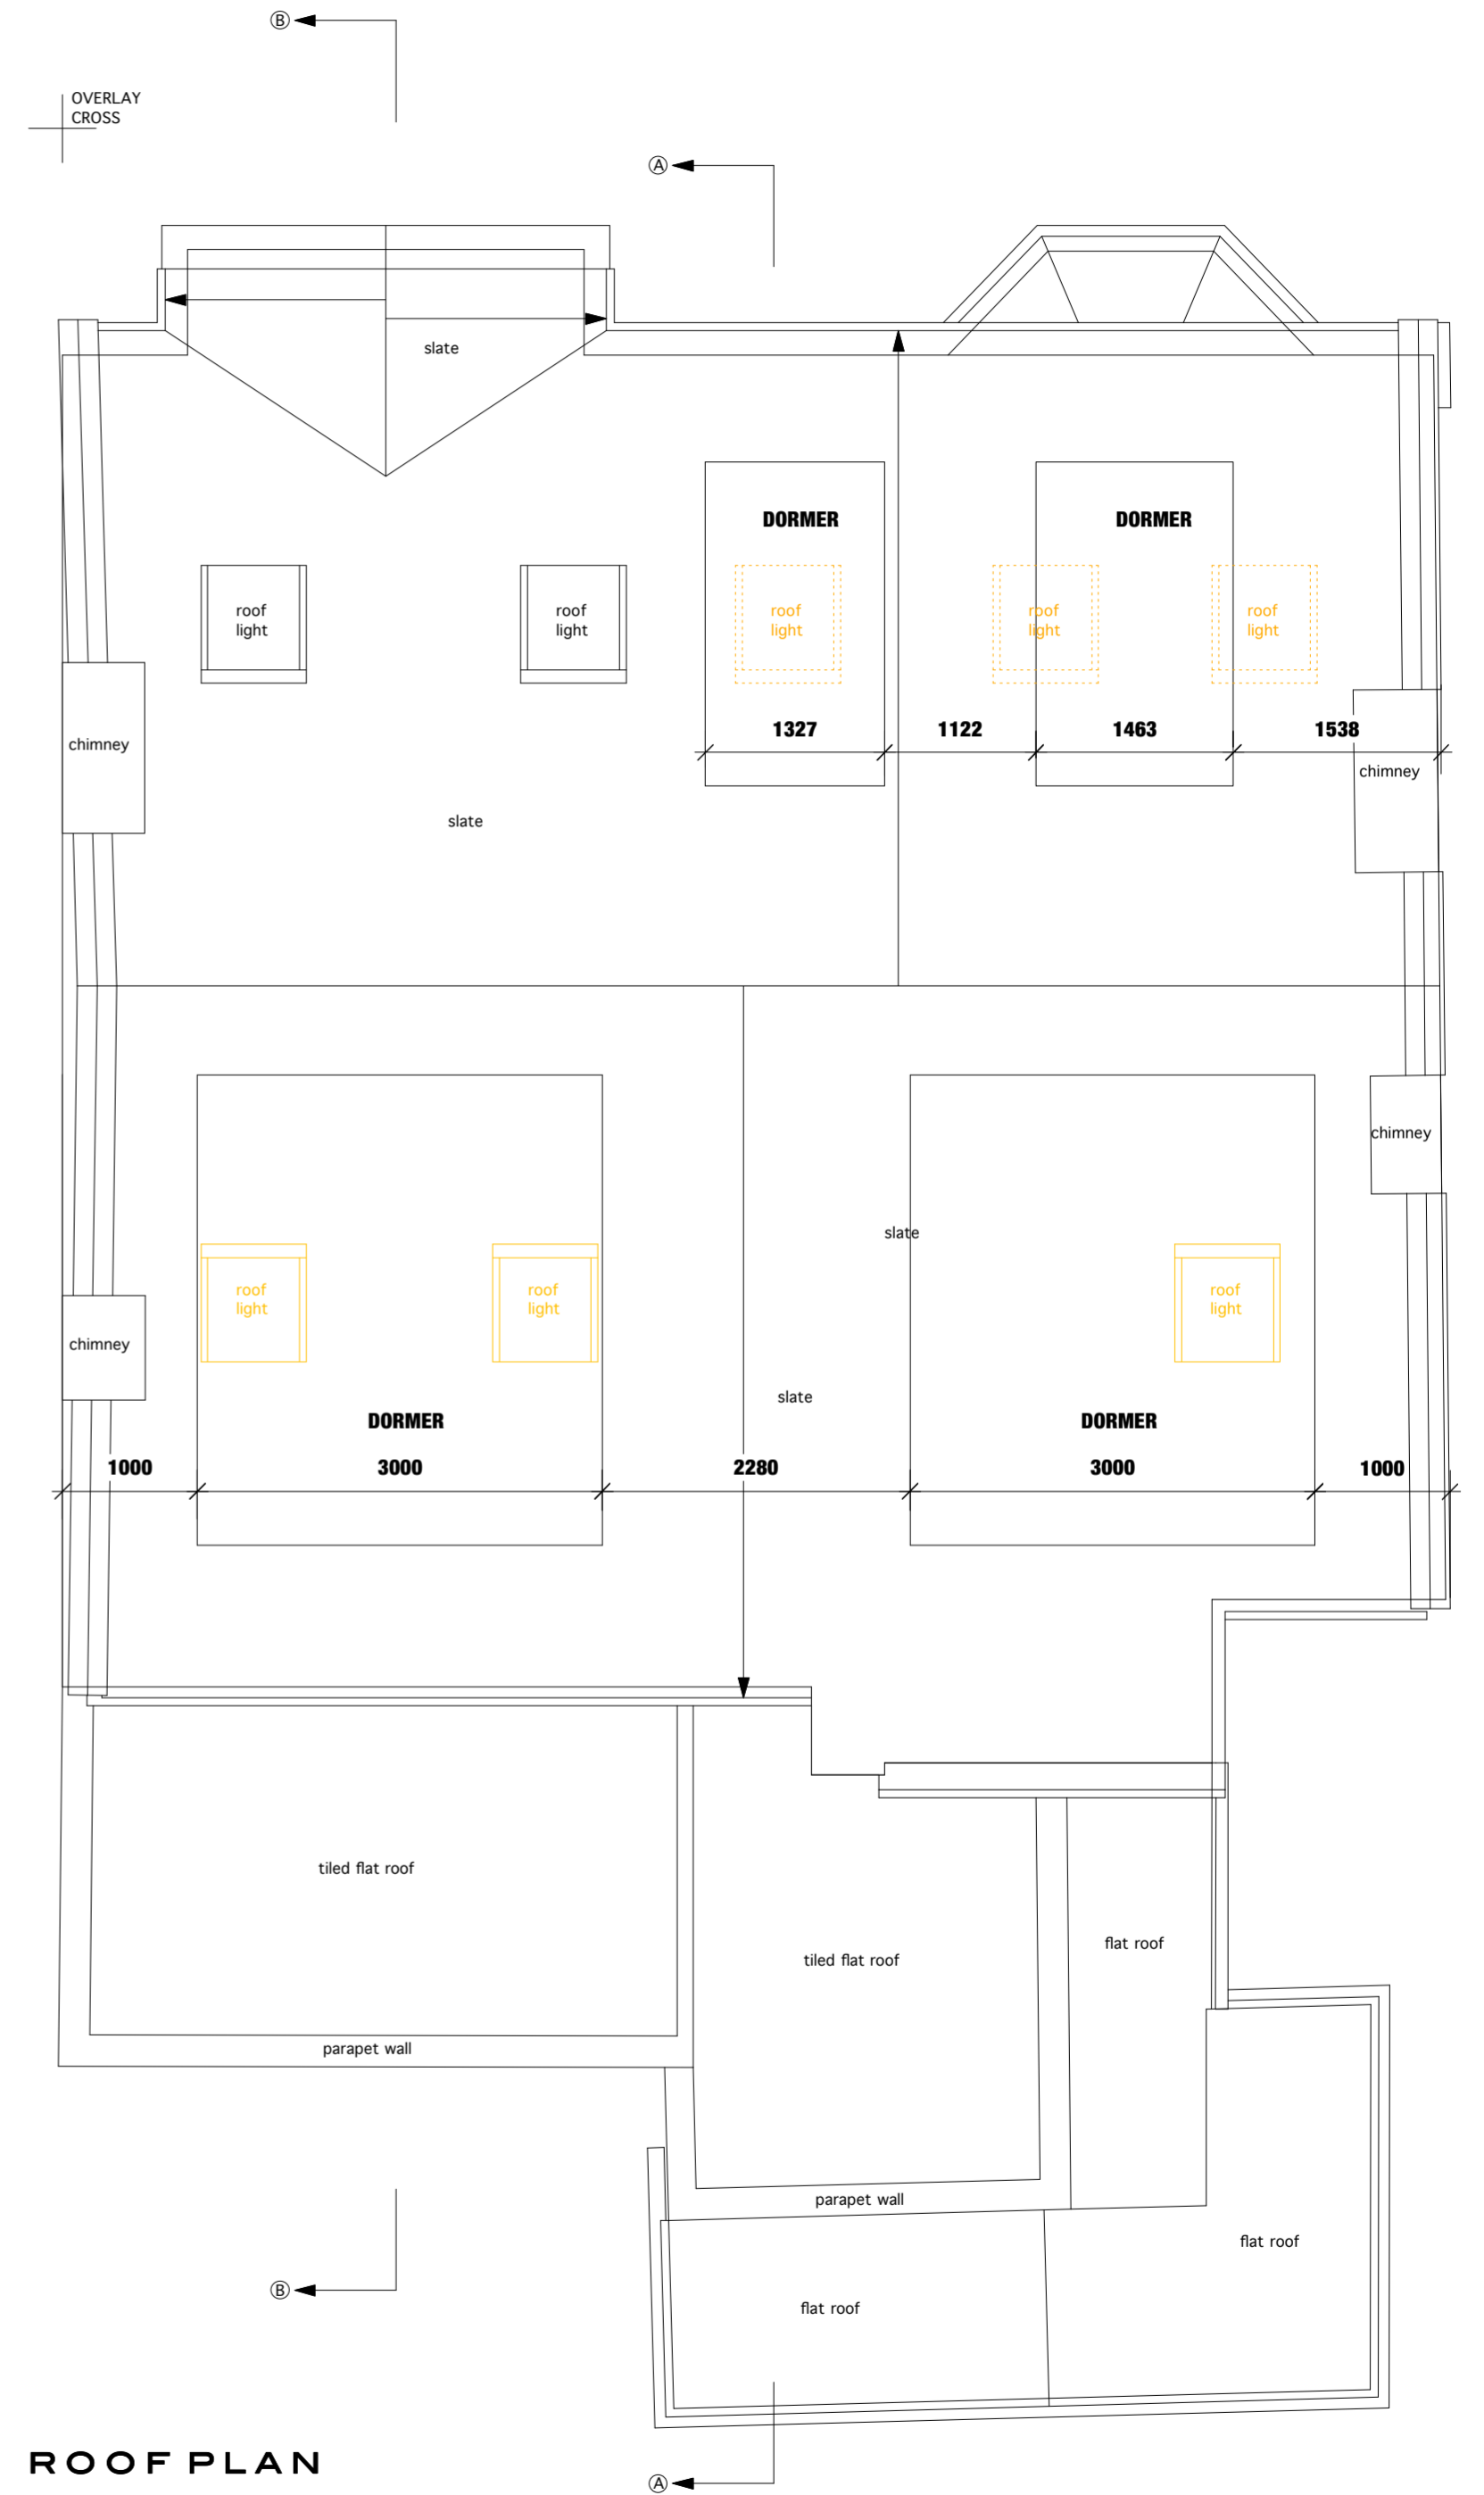 B
OVERLAY
CROSS
A
slate
DORMER
DORMER
roof
light
roof
light
roof
light
roof
light
roof
light
1327
1122
1463
1538
chimney
chimney
slate
chimney
slate
roof
light
roof
light
roof
light
chimney
slate
DORMER
DORMER
1000
3000
2280
3000
1000
tiled flat roof
flat roof
tiled flat roof
parapet wall
parapet wall
flat roof
B
flat roof
ROOF PLAN
A